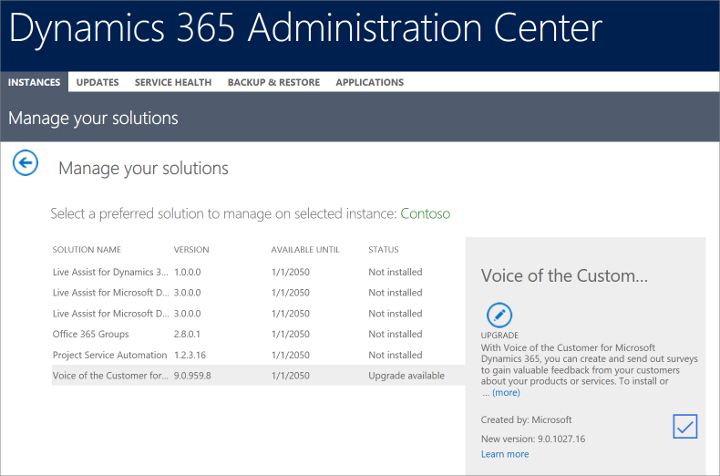 Dynamics 365 Administration Center
INSTANCES UPDATES SERVICE HEALTH BACKUP & RESTORE APPLICATIONS
Manage your solutions
Manage your solutions
Select a preferred solution to manage on selected instance: Contoso
SOLUTION NAME VERSION AVAILABLE UNTIL STATUS
Live Assist for Dynamics 3... 1.0.0.0 1/1/2050 Not installed
Live Assist for Microsoft D... 3.0.0.0 1/1/2050 Not installed
Live Assist for Microsoft D... 3.0.0.0 1/1/2050 Not installed
Office 365 Groups 2.8.0.1 1/1/2050 Not installed
Project Service Automation 1.2.3.16 1/1/2050 Not installed
Voice of the Customer for... 9.0.959.8 1/1/2050 Upgrade available
Voice of the Custom...
UPGRADE
With Voice of the Customer for Microsoft
Dynamics 365, you can create and send out surveys
to gain valuable feedback from your customers
about your products or services. To install or
... (more)
Created by: Microsoft
New version: 9.0.1027.16
Learn more